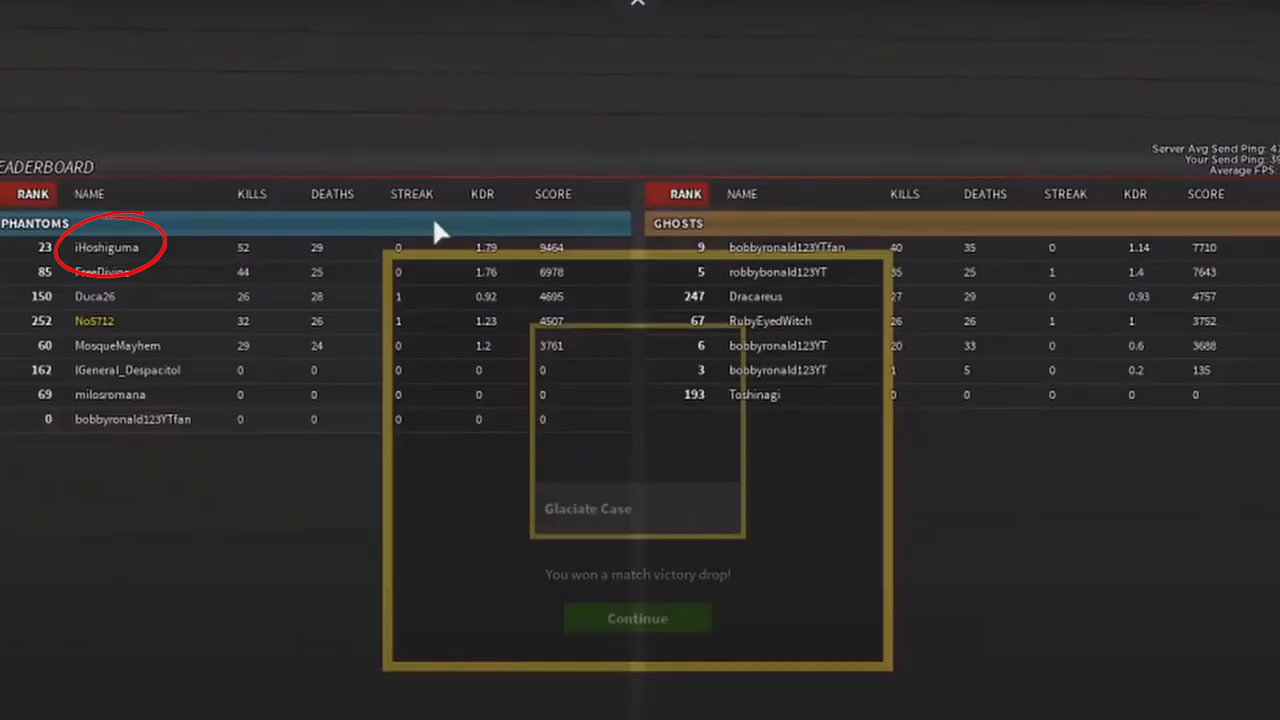 Server Avg Send Ping:
Your Send Ping:
Average FPS:
EADERBOARD
RANK NAME KILLS DEATHS STREAK KDR SCORE
PHANTOMS
23 iHoshiguma 52 29 0 1.79 9464
85 FreeDiving 44 25 0 1.76 6978
150 Duca26 26 28 1 0.92 4695
252 No5712 32 26 1 1.23 4507
60 MosqueMayhem 29 24 0 1.2 3761
162 IGeneral_Despacitol 0 0 0 0 0
69 milosromana 0 0 0 0 0
0 bobbyronald123YTfan 0 0 0 0 0
RANK NAME KILLS DEATHS STREAK KDR SCORE
GHOSTS
9 bobbyronald123YTfan 40 35 0 1.14 7710
5 robbybonald123YT 35 25 1 1.4 7643
247 Dracareus 27 29 0 0.93 4757
67 RubyEyedWitch 26 26 1 1 3752
6 bobbyronald123YT 20 33 0 0.6 3688
3 bobbyronald123YT 1 5 0 0.2 135
193 Toshinagi 0 0 0 0 0
Glaciate Case
You won a match victory drop!
Continue